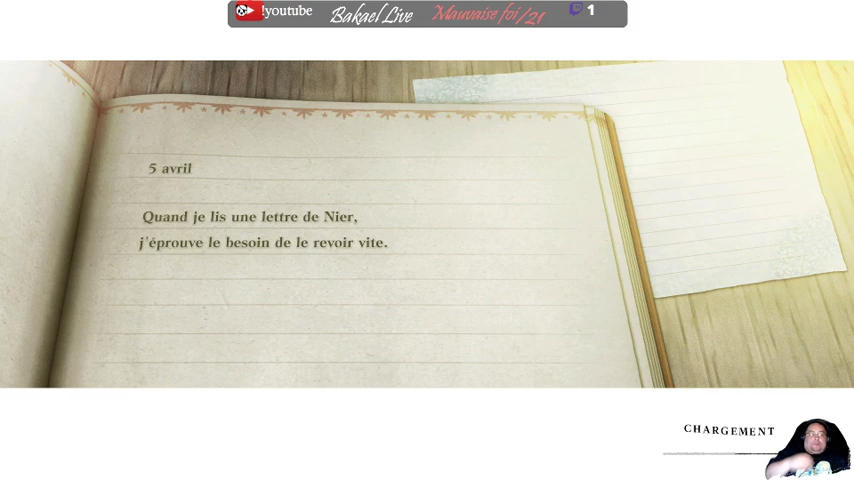 !youtube
Bakael Live
Mauvaise foi/21
1
5 avril
Quand je lis une lettre de Nier,
j'éprouve le besoin de le revoir vite.
CHARGEMENT